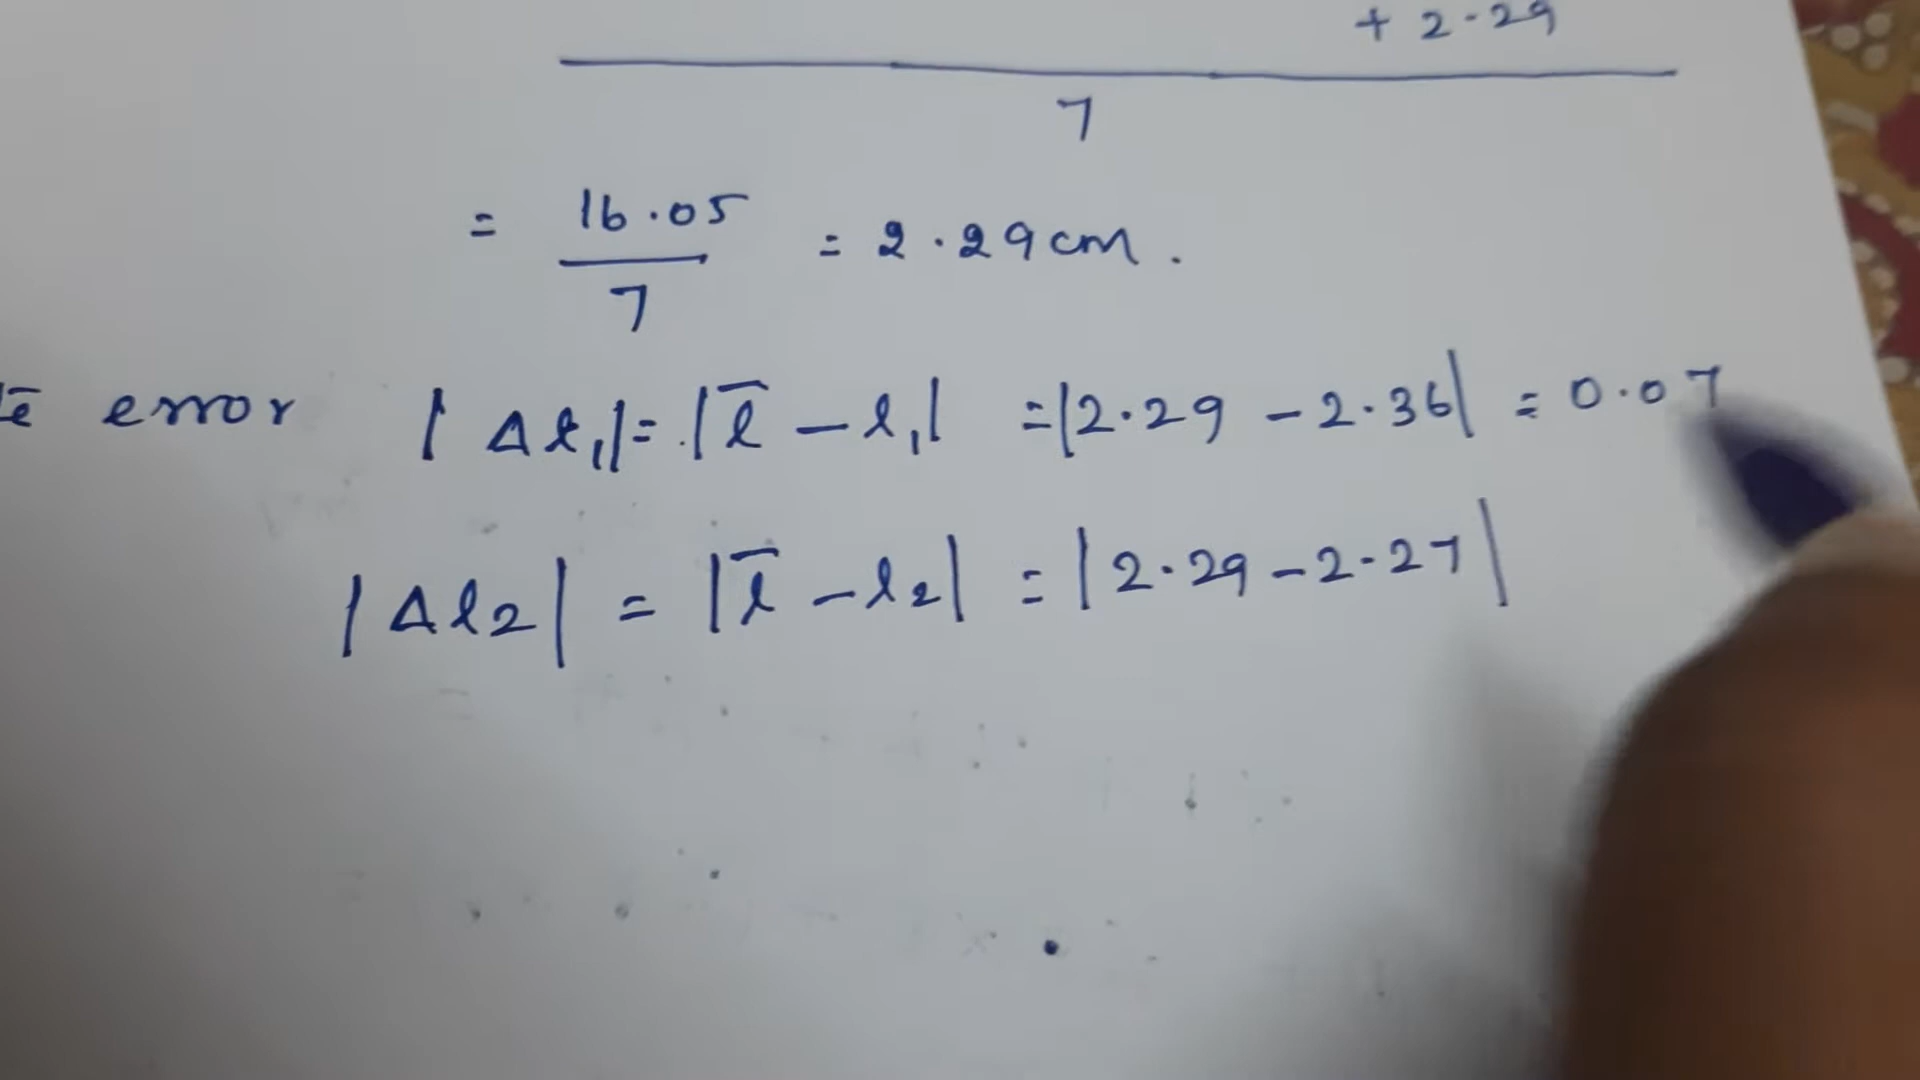 + 2.29
7
= 16.05 / 7 = 2.29 cm.
error |Δl₁| = |l̅ - l₁| = |2.29 - 2.36| = 0.07
|Δl₂| = |l̅ - l₂| = |2.29 - 2.27|